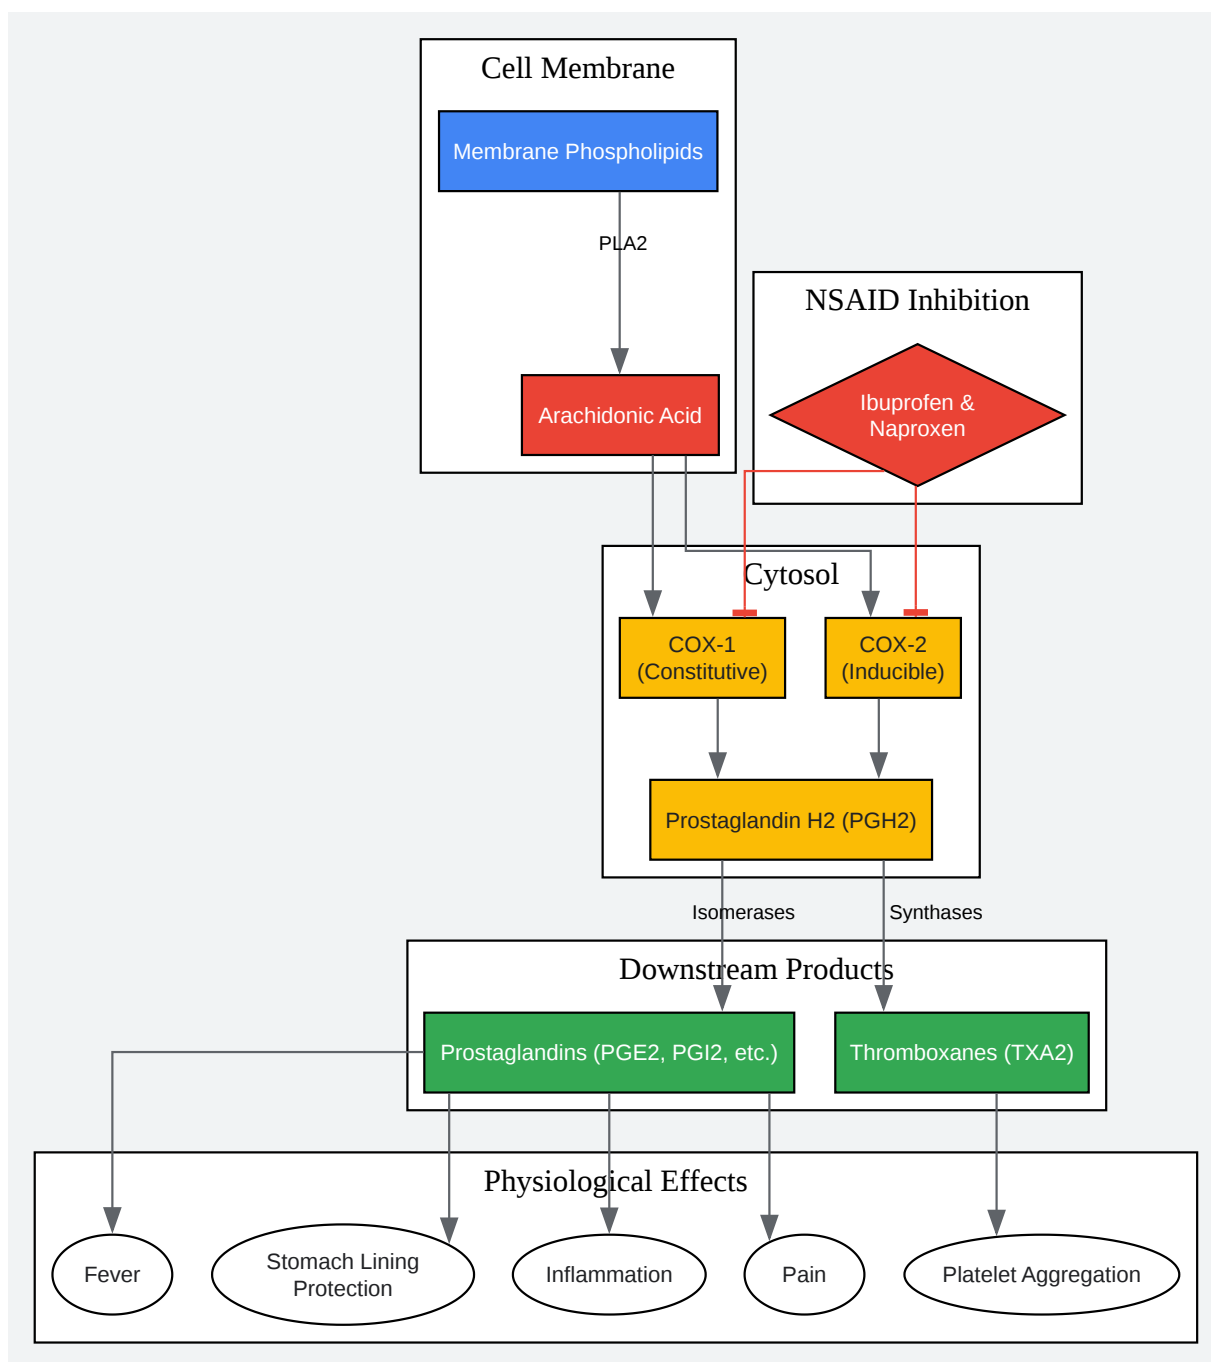 Cell Membrane
Membrane Phospholipids
PLA2
NSAID Inhibition
Ibuprofen &
Naproxen
Arachidonic Acid
Cytosol
COX-1
(Constitutive)
COX-2
(Inducible)
Prostaglandin H2 (PGH2)
Isomerases
Synthases
Downstream Products
Prostaglandins (PGE2, PGI2, etc.)
Thromboxanes (TXA2)
Physiological Effects
Fever
Stomach Lining
Protection
Inflammation
Pain
Platelet Aggregation